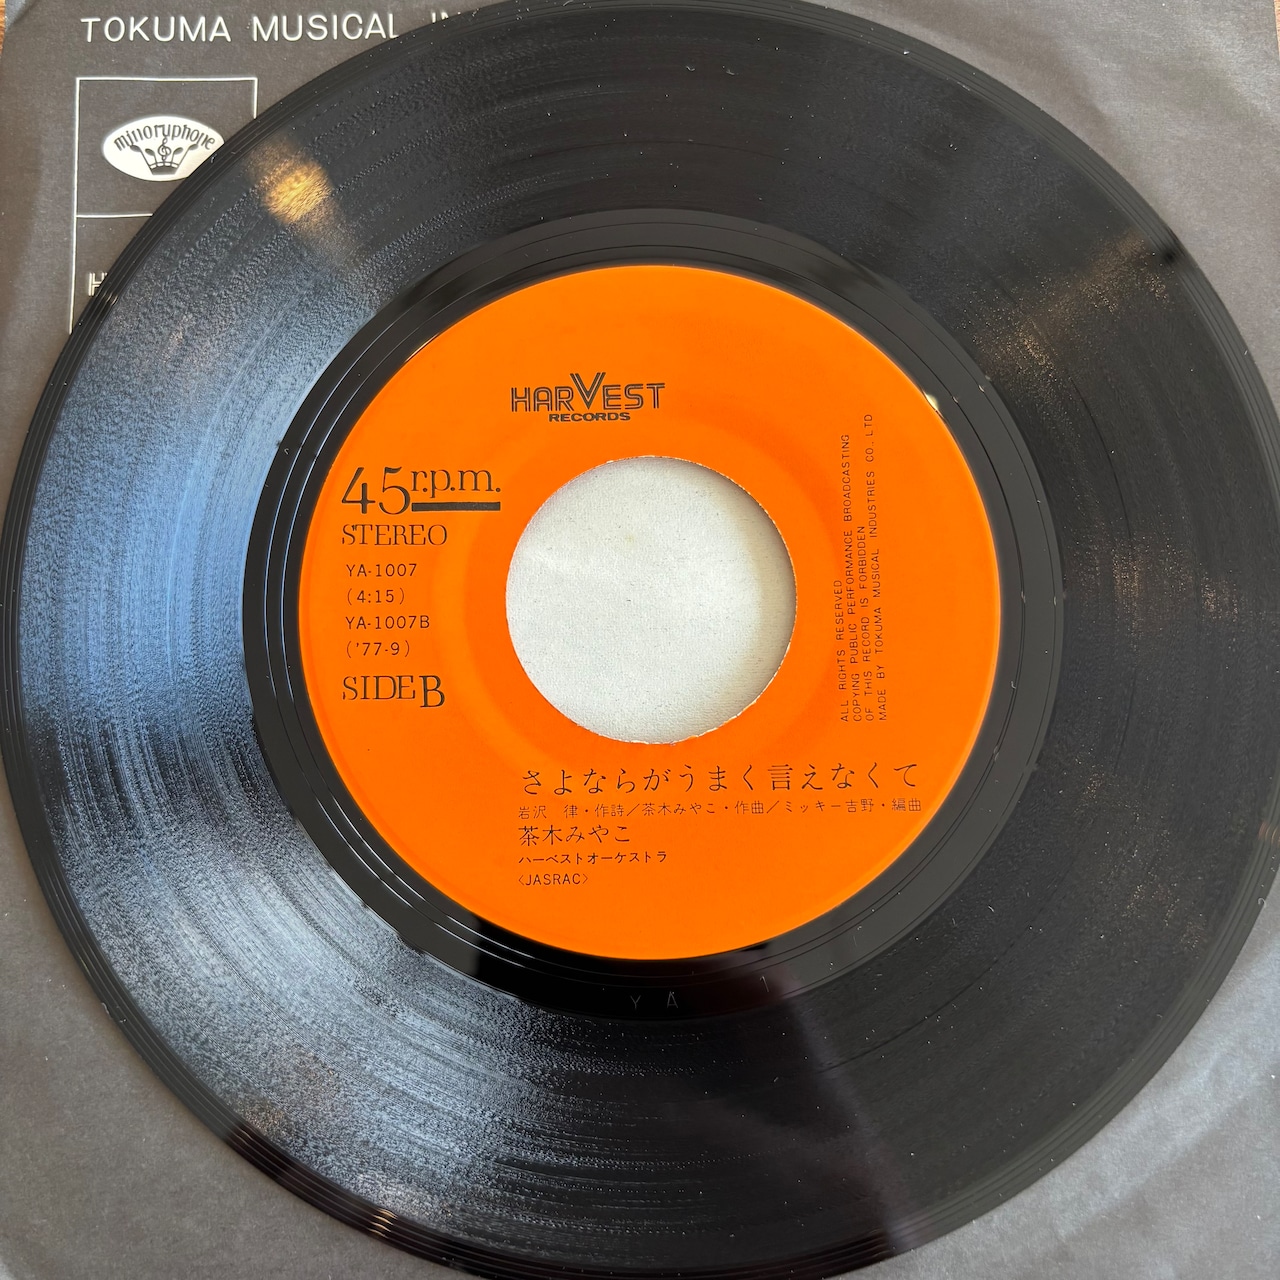 TOKUMA MUSICAL
minoruphone
HARVEST
RECORDS
45r.p.m.
STEREO
YA-1007
(4:15)
YA-1007B
('77-9)
SIDE B
ALL RIGHTS RESERVED
COPYING PUBLIC PERFORMANCE BROADCASTING
OF THIS RECORD IS FORBIDDEN
MADE BY TOKUMA MUSICAL INDUSTRIES CO., LTD
さよならがうまく言えなくて
岩沢 律・作詩/茶木みやこ・作曲/ミッキー吉野・編曲
茶木みやこ
ハーベストオーケストラ
〈JASRAC〉
YA